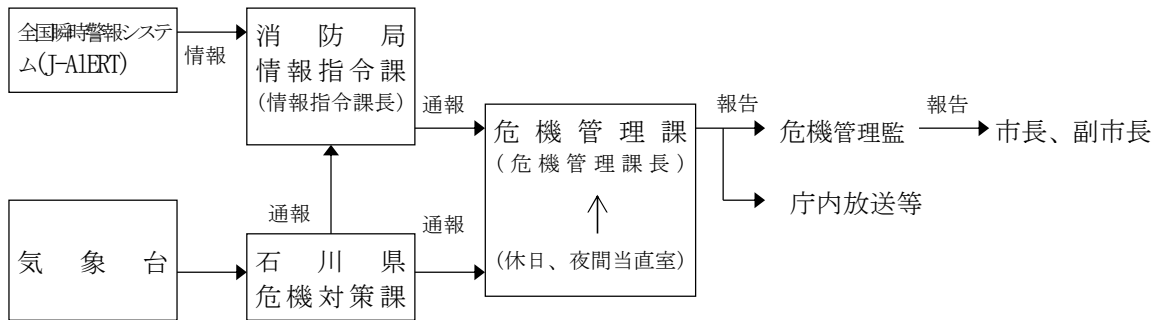 全国瞬時警報システ
ム(J-A1ERT)
情報
消防局
情報指令課
(情報指令課長)
通報
危機管理課
(危機管理課長)
(休日、夜間当直室)
報告
危機管理監
報告
市長、副市長
庁内放送等
気象台
通報
石川県
危機対策課
通報